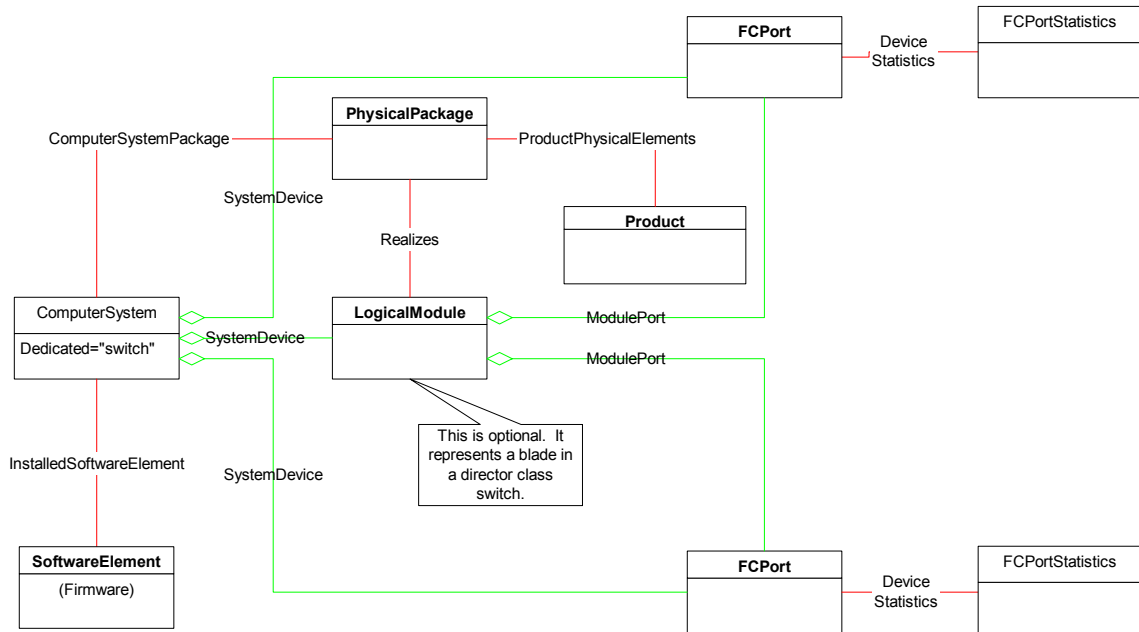 FCPort
FCPortStatistics
Device
Statistics
PhysicalPackage
ComputerSystemPackage
ProductPhysicalElements
SystemDevice
Product
Realizes
ComputerSystem
Dedicated="switch"
SystemDevice
LogicalModule
ModulePort
ModulePort
This is optional. It
represents a blade in
a director class
switch.
InstalledSoftwareElement
SystemDevice
SoftwareElement
(Firmware)
FCPort
Device
Statistics
FCPortStatistics